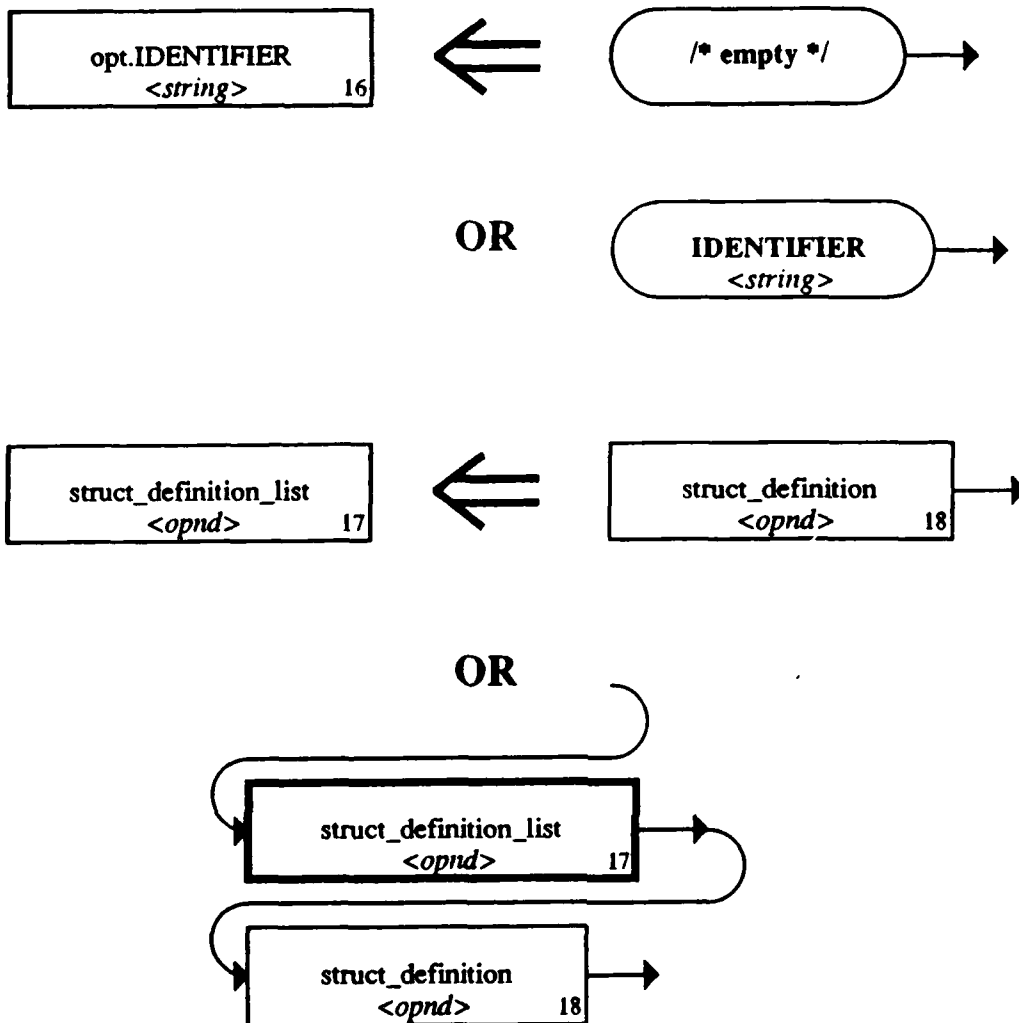 opt.IDENTIFIER
<string> 16
/* empty */
OR
IDENTIFIER
<string>
struct_definition_list
<opnd> 17
struct_definition
<opnd> 18
OR
struct_definition_list
<opnd> 17
struct_definition
<opnd> 18